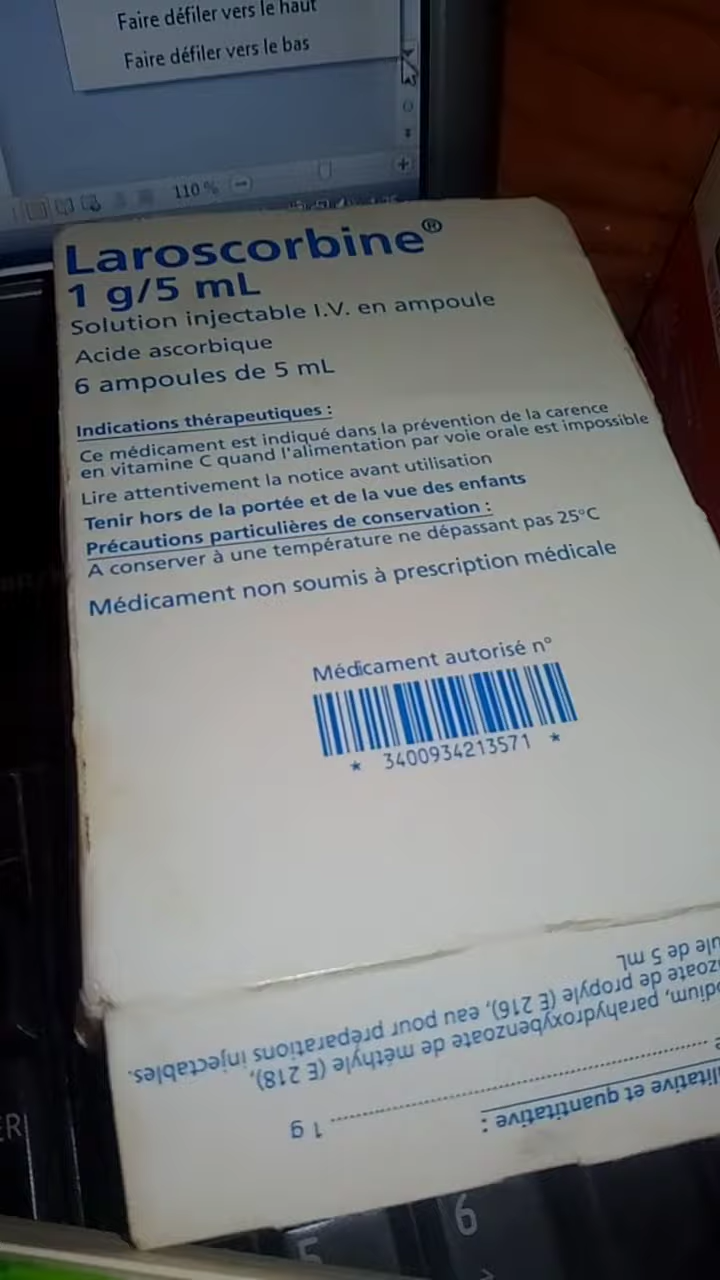 Faire défiler vers le haut
Faire défiler vers le bas
110 %
Laroscorbine®
1 g/5 mL
Solution injectable I.V. en ampoule
Acide ascorbique
6 ampoules de 5 mL
Indications thérapeutiques :
Ce médicament est indiqué dans la prévention de la carence
en vitamine C quand l'alimentation par voie orale est impossible
Lire attentivement la notice avant utilisation
Tenir hors de la portée et de la vue des enfants
Précautions particulières de conservation :
A conserver à une température ne dépassant pas 25°C
Médicament non soumis à prescription médicale
Médicament autorisé n°
* 3400934213571 *
et quantitative :
1 g
parahydroxybenzoate de méthyle (E 218),
de propyle (E 216), eau pour préparations injectables.
de 5 mL
5
6